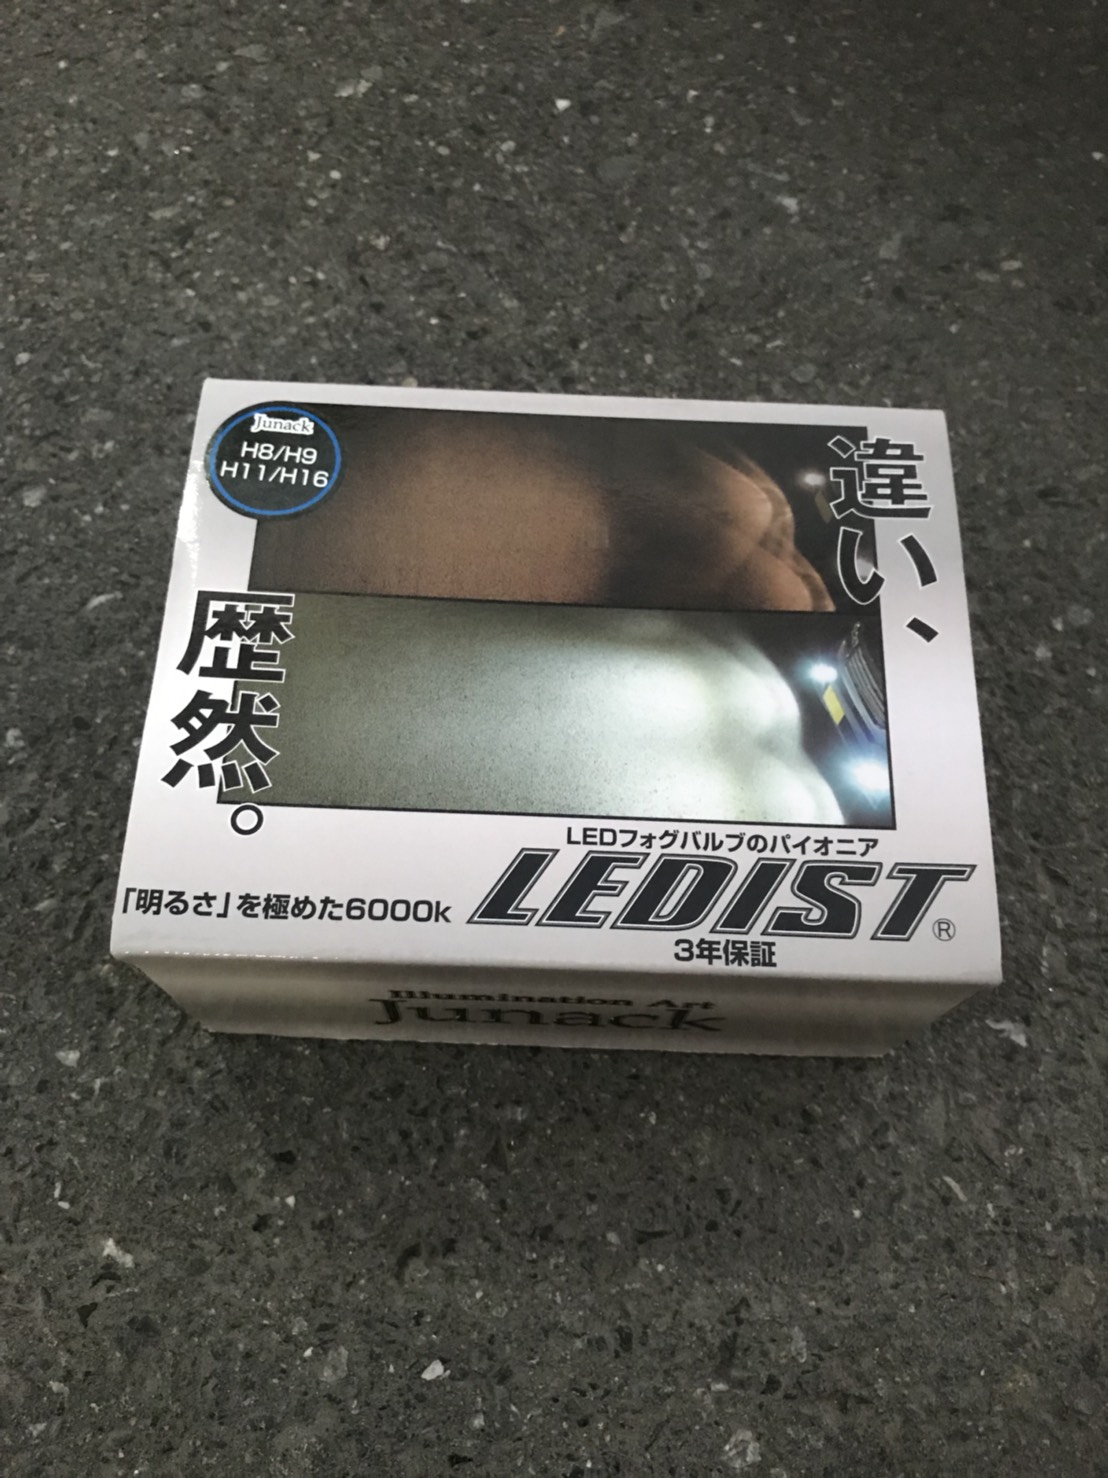 Junack
H8/H9
H11/H16
違い、
歴然。
LEDフォグバルブのパイオニア
「明るさ」を極めた6000k
LEDIST®
3年保証
Illumination Art
Junack